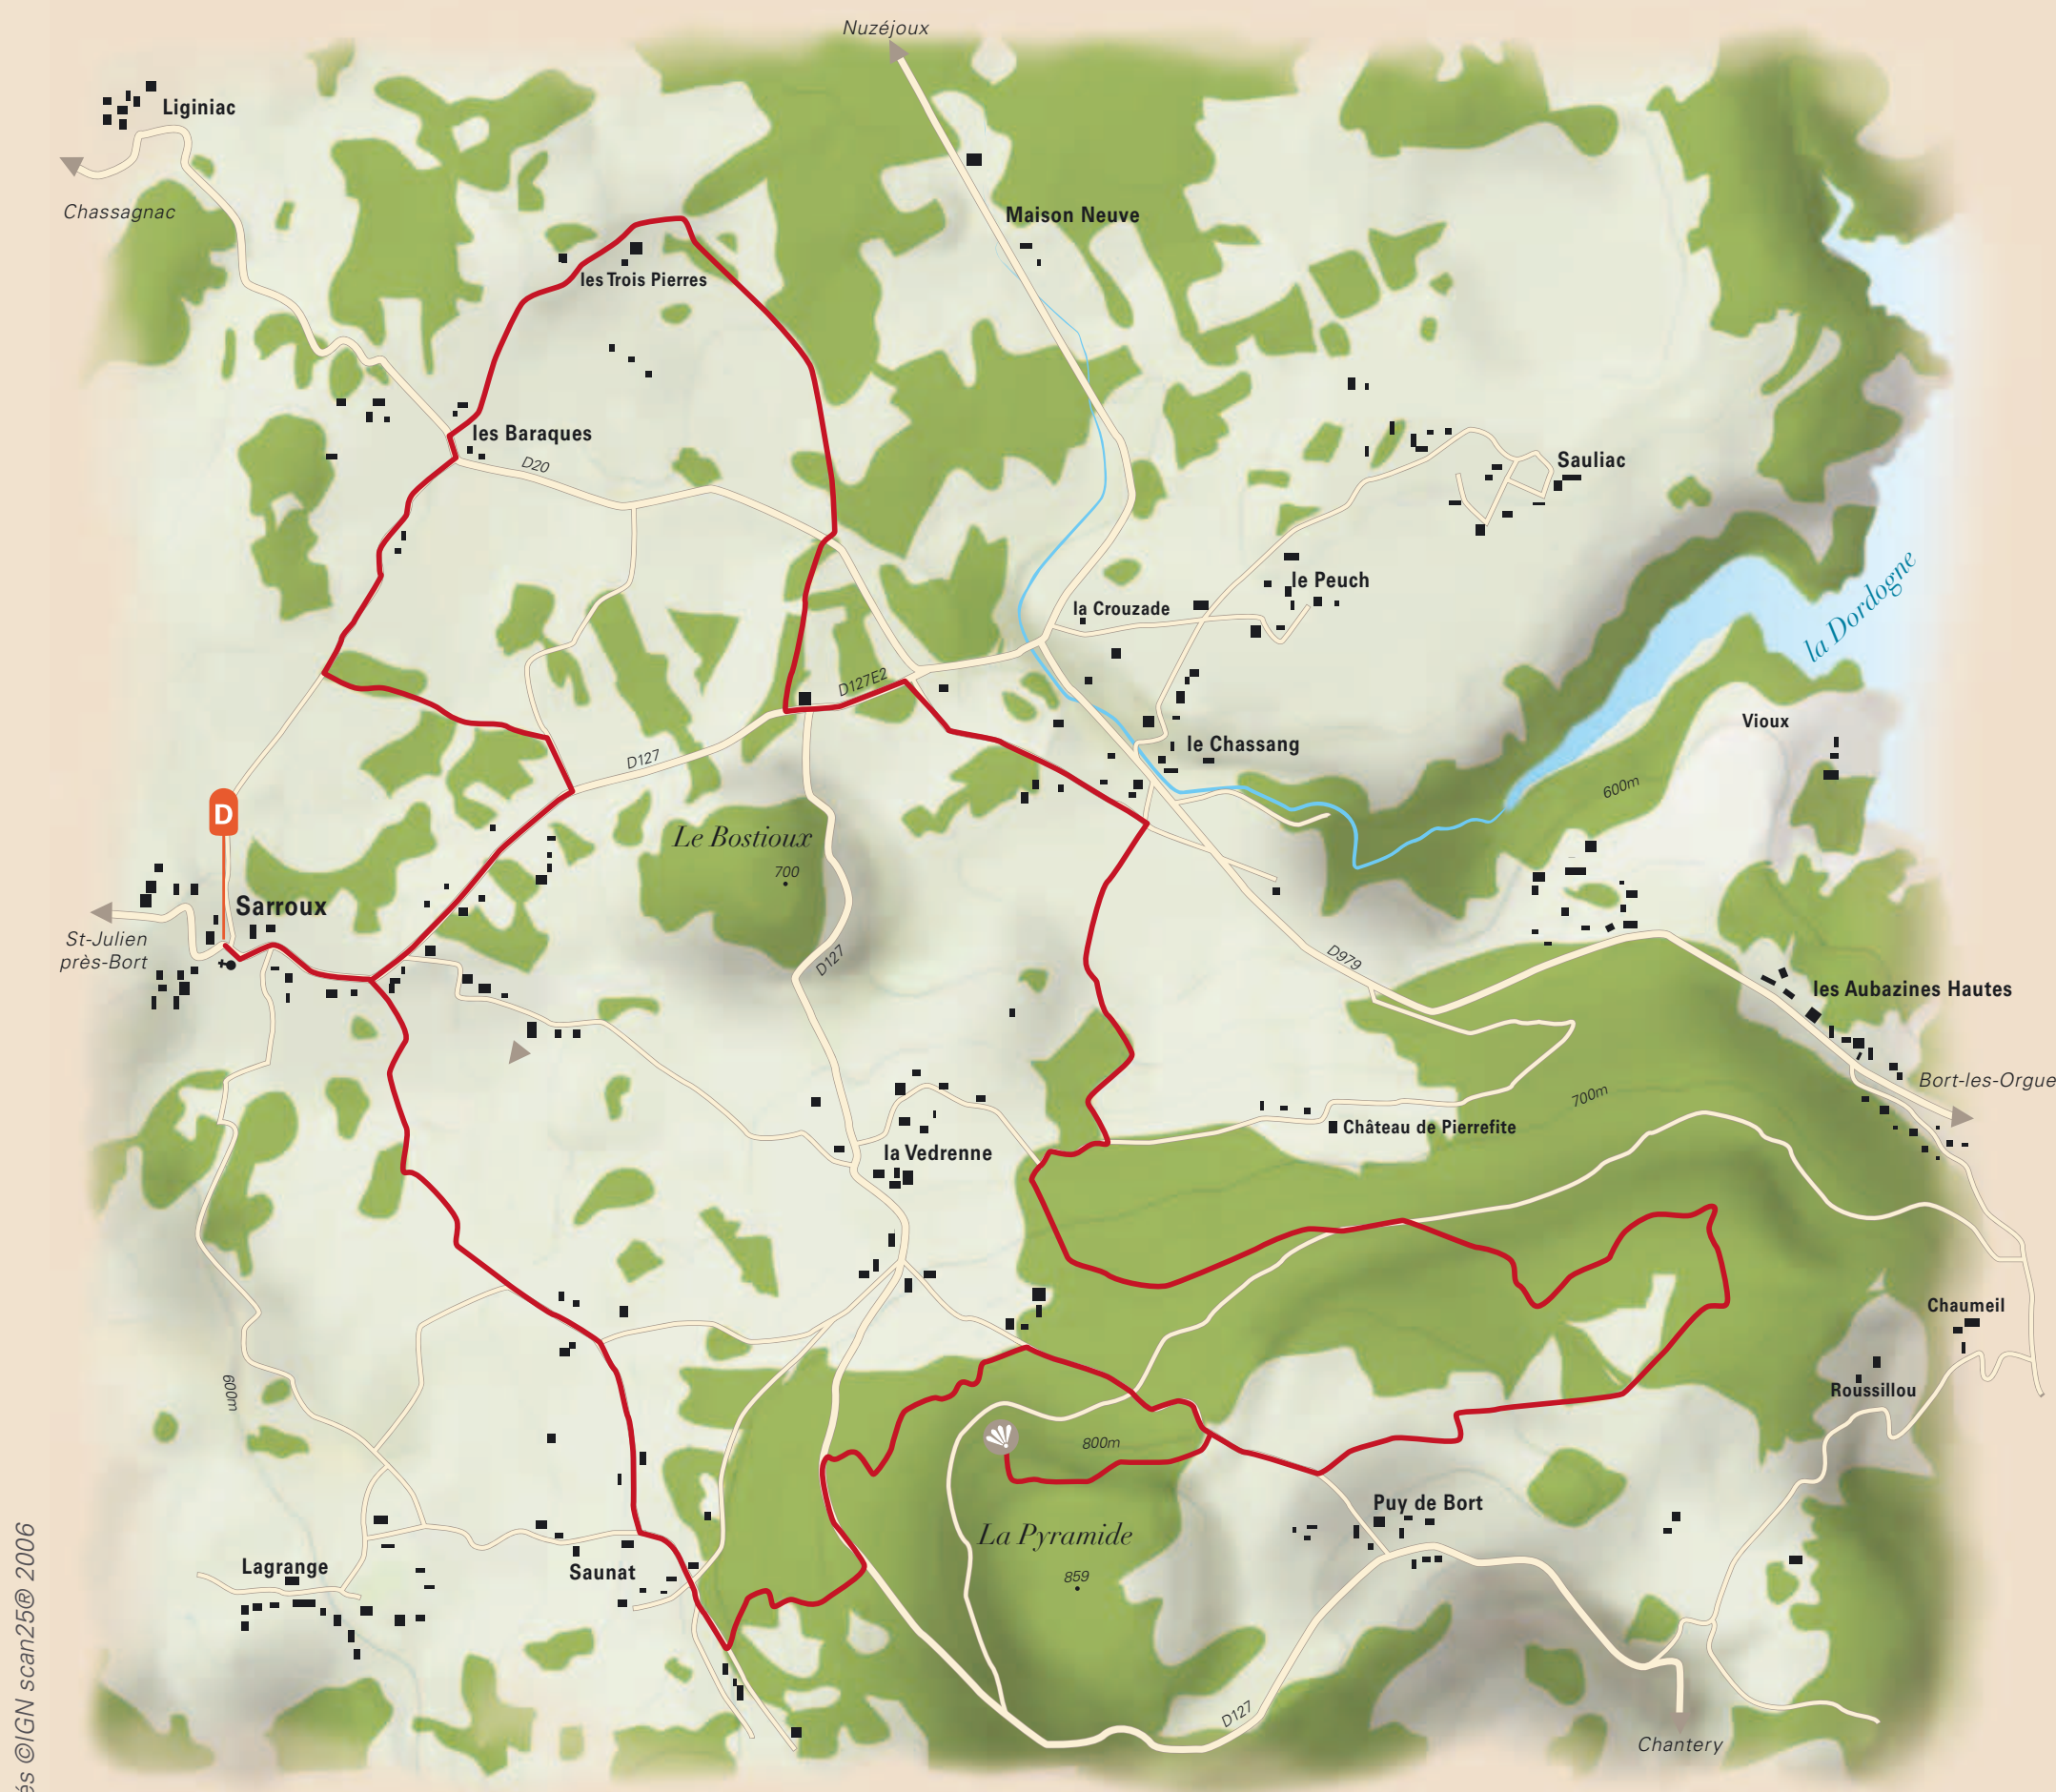 Nuzéjoux
Liginiac
Chassagnac
Maison Neuve
les Trois Pierres
les Baraques
D20
Sauliac
le Peuch
la Crouzade
la Dordogne
D127E2
Vioux
le Chassang
D127
600m
D
Le Bostioux
700
Sarroux
St-Julien
près-Bort
D127
D979
les Aubazines Hautes
Bort-les-Orgue
700m
Château de Pierrefite
la Vedrenne
Chaumeil
Roussillou
600m
800m
Puy de Bort
La Pyramide
859
Lagrange
Saunat
D127
Chantery
és ©IGN scan25® 2006